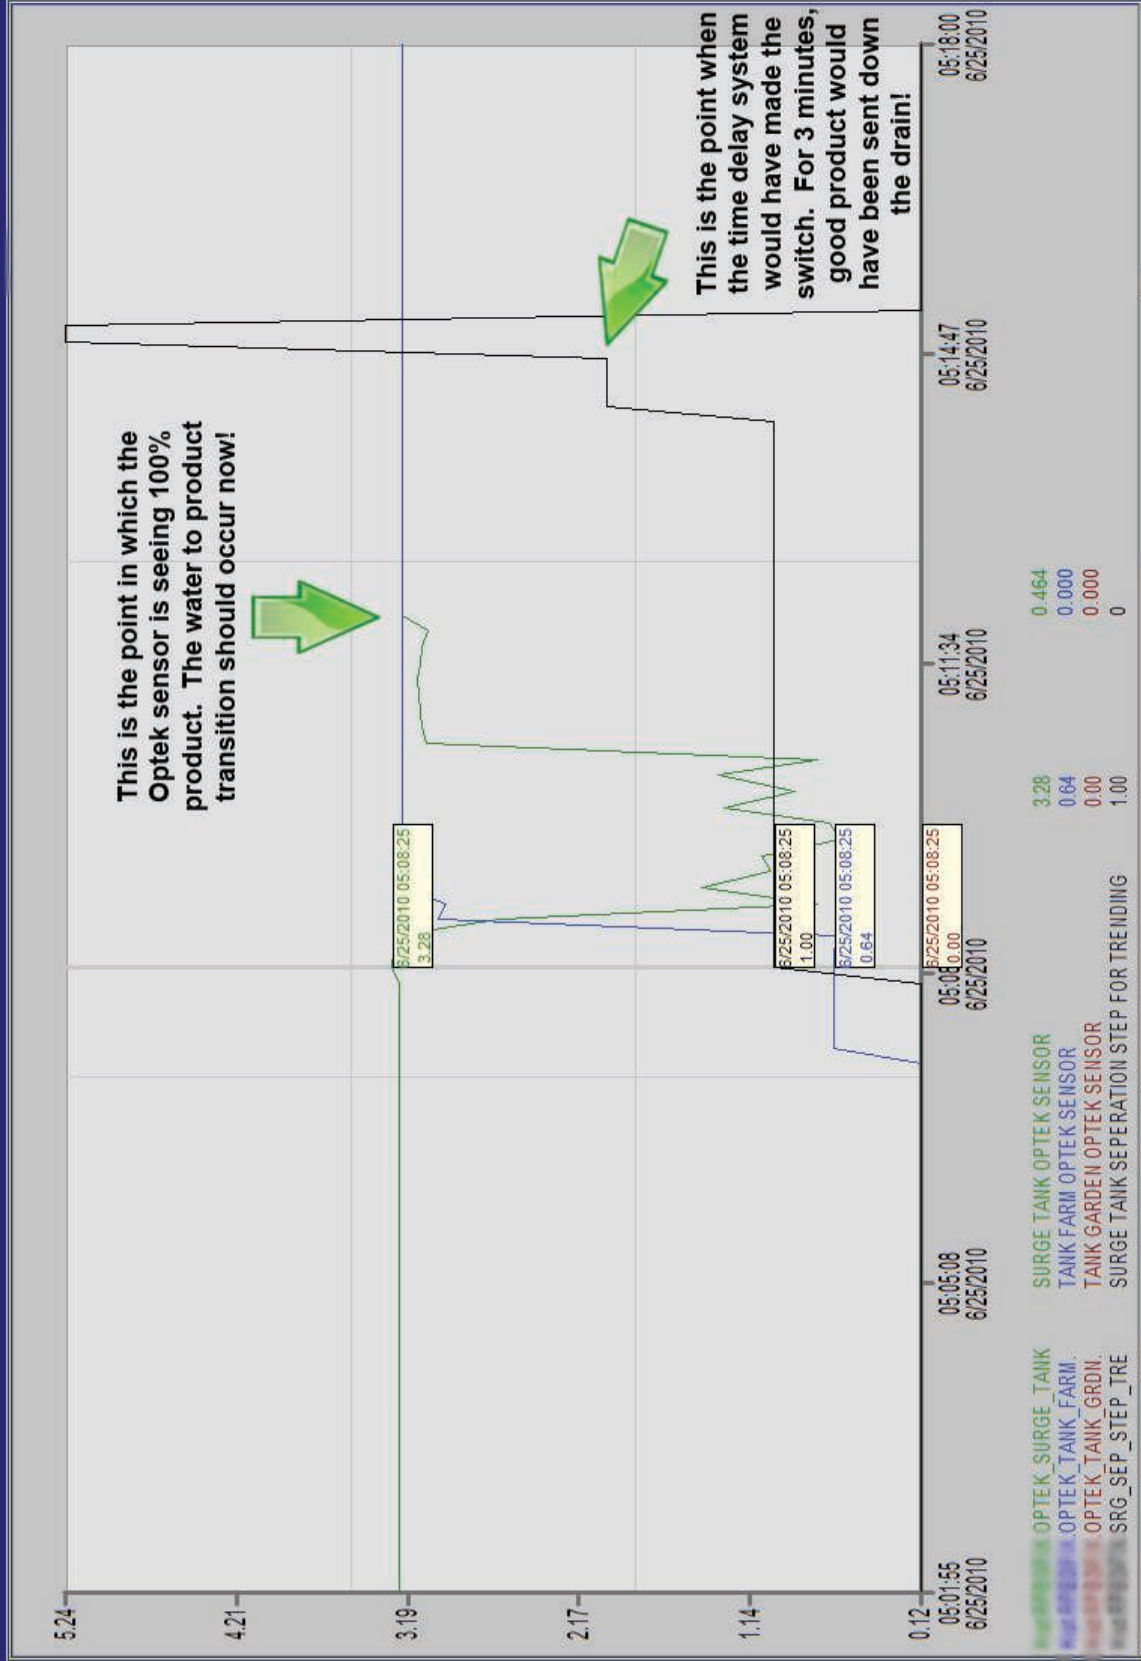 This is the point in which the
Optek sensor is seeing 100%
product. The water to product
transition should occur now!
This is the point when
the time delay system
would have made the
switch. For 3 minutes,
good product would
have been sent down
the drain!
5.24
4.21
3.19
2.17
1.14
0.12
6/25/2010 05:08:25
3.28
6/25/2010 05:08:25
1.00
6/25/2010 05:08:25
0.64
6/25/2010 05:08:25
0.00
05:01:55
6/25/2010
05:05:08
6/25/2010
05:08
6/25/2010
05:11:34
6/25/2010
05:14:47
6/25/2010
05:18:00
6/25/2010
OPTEK_SURGE_TANK SURGE TANK OPTEK SENSOR 3.28 0.464
OPTEK_TANK_FARM. TANK FARM OPTEK SENSOR 0.64 0.000
OPTEK_TANK_GRDN. TANK GARDEN OPTEK SENSOR 0.00 0.000
SRG_SEP_STEP_TRE SURGE TANK SEPERATION STEP FOR TRENDING 1.00 0